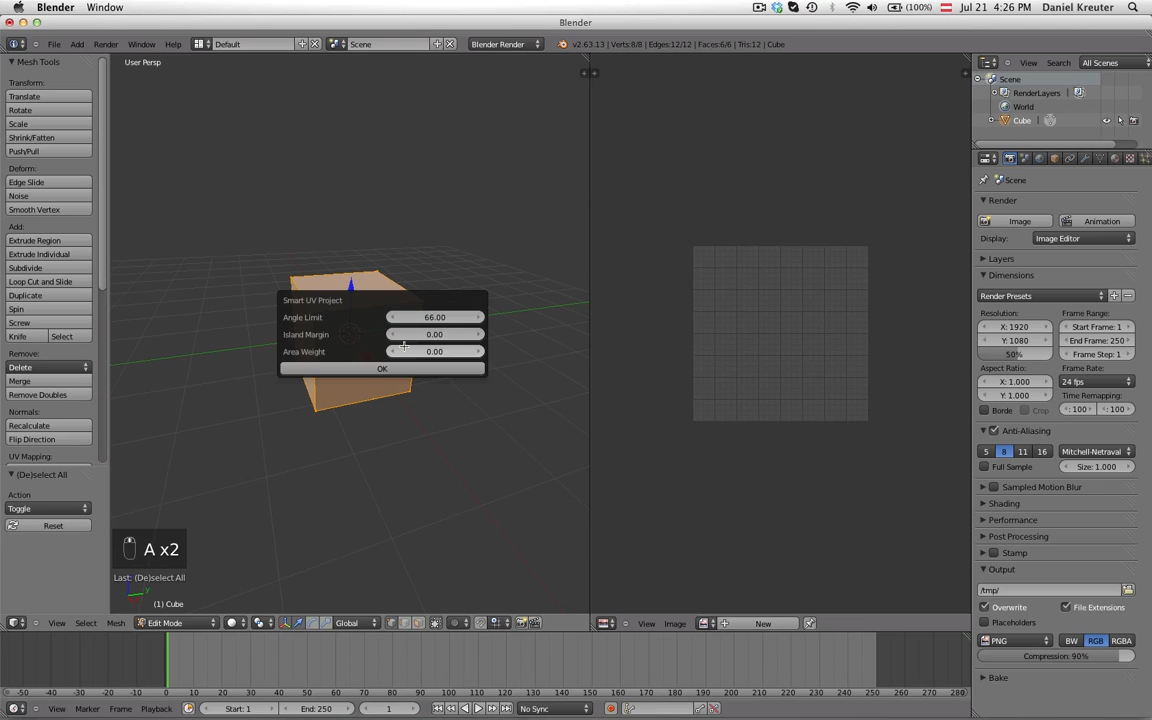 Blender Window (100%) Jul 21 4:26 PM Daniel Kreuter
Blender
File Add Render Window Help Default Scene Blender Render v2.63.13 | Verts:8/8 | Edges:12/12 | Faces:6/6 | Tris:12 | Cube
View Search All Scenes
Mesh Tools
User Persp
Scene
RenderLayers
World
Cube
Transform:
Translate
Rotate
Scale
Shrink/Fatten
Push/Pull
Deform:
Edge Slide
Noise
Smooth Vertex
Add:
Extrude Region
Extrude Individual
Subdivide
Loop Cut and Slide
Duplicate
Spin
Screw
Knife Select
Remove:
Delete
Merge
Remove Doubles
Normals:
Recalculate
Flip Direction
UV Mapping:
(De)select All
Action
Toggle
Reset
Smart UV Project
Angle Limit 66.00
Island Margin 0.00
Area Weight 0.00
OK
A x2
Last: (De)select All
y
(1) Cube
View Select Mesh Edit Mode Global
View Image New
Scene
Render
Image Animation
Display: Image Editor
Layers
Dimensions
Render Presets
Resolution: Frame Range:
X: 1920 Start Frame: 1
Y: 1080 End Frame: 250
50% Frame Step: 1
Aspect Ratio: Frame Rate:
X: 1.000 24 fps
Y: 1.000 Time Remapping:
Borde Crop : 100 : 100
Anti-Aliasing
5 8 11 16 Mitchell-Netraval
Full Sample Size: 1.000
Sampled Motion Blur
Shading
Performance
Post Processing
Stamp
Output
/tmp/
Overwrite File Extensions
Placeholders
PNG BW RGB RGBA
Compression: 90%
Bake
-50 -40 -30 -20 -10 0 10 20 30 40 50 60 70 80 90 100 110 120 130 140 150 160 170 180 190 200 210 220 230 240 250 260 270 280
View Marker Frame Playback Start: 1 End: 250 1 No Sync